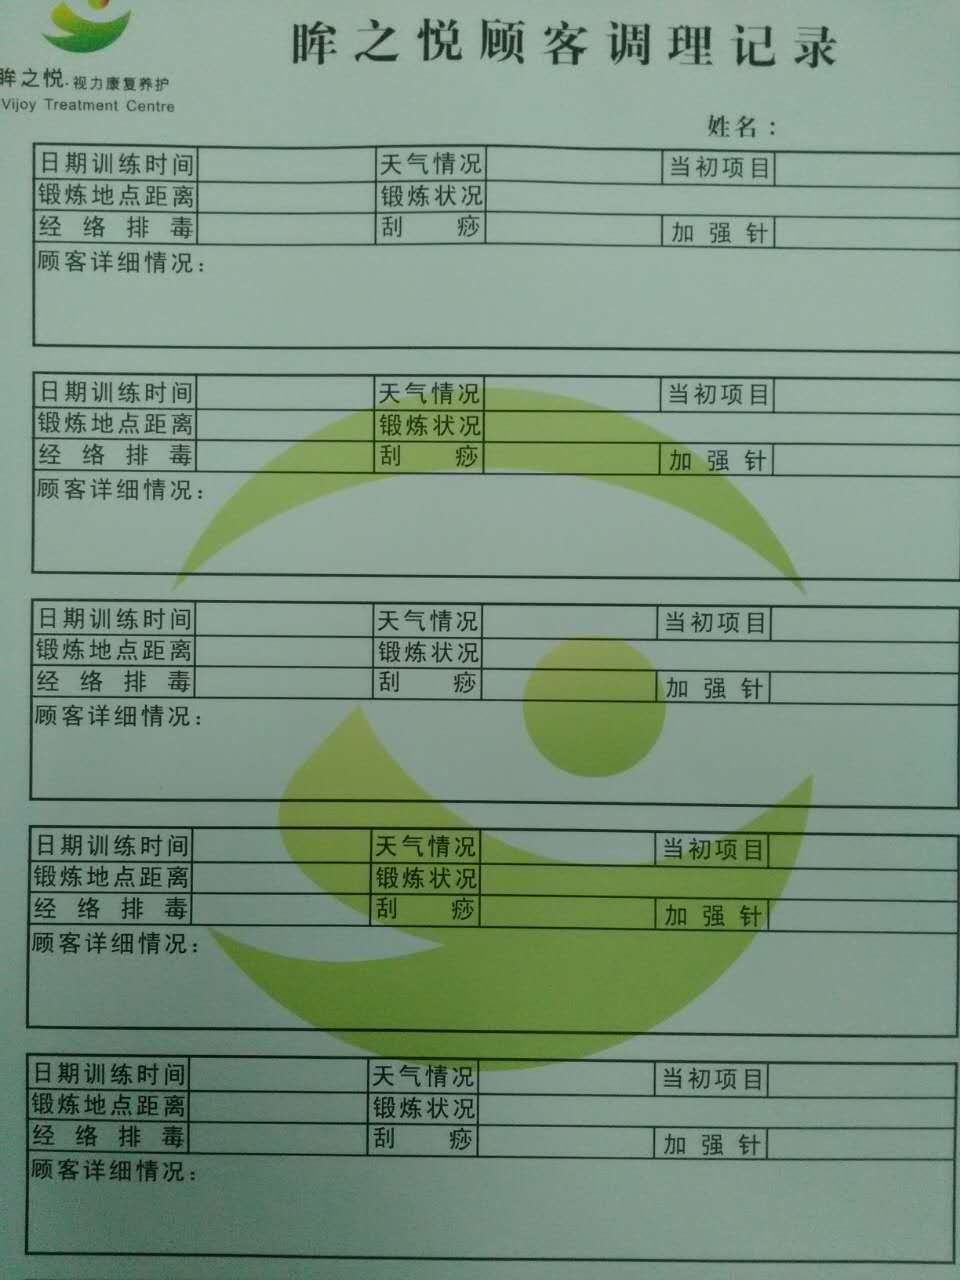 眸之悦顾客调理记录
眸之悦·视力康复养护
Vijoy Treatment Centre
姓名：
日期训练时间 天气情况 当初项目
锻炼地点距离 锻炼状况
经络排毒 刮痧 加强针
顾客详细情况：
日期训练时间 天气情况 当初项目
锻炼地点距离 锻炼状况
经络排毒 刮痧 加强针
顾客详细情况：
日期训练时间 天气情况 当初项目
锻炼地点距离 锻炼状况
经络排毒 刮痧 加强针
顾客详细情况：
日期训练时间 天气情况 当初项目
锻炼地点距离 锻炼状况
经络排毒 刮痧 加强针
顾客详细情况：
日期训练时间 天气情况 当初项目
锻炼地点距离 锻炼状况
经络排毒 刮痧 加强针
顾客详细情况：